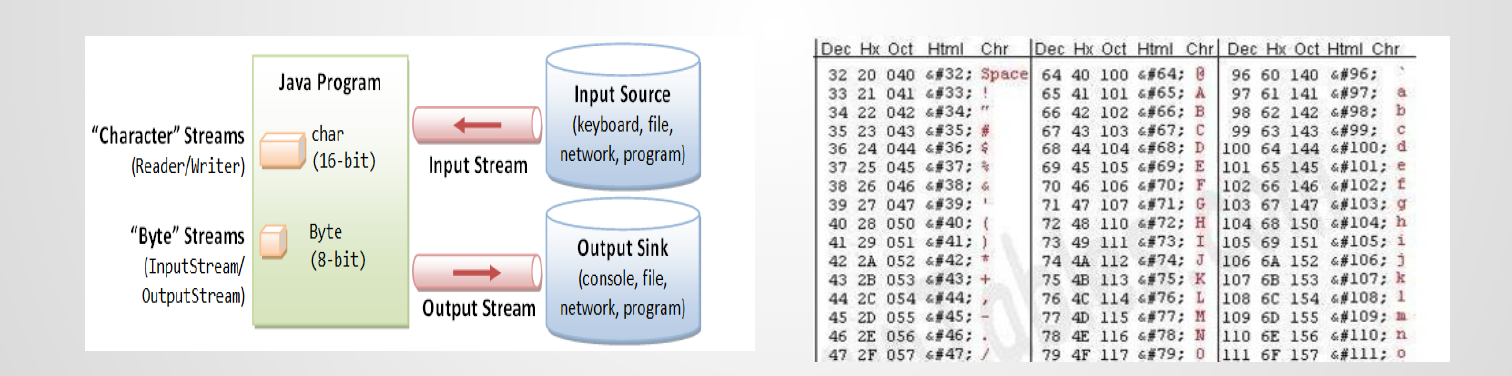 Java Program
“Character” Streams
(Reader/Writer)
char
(16-bit)
“Byte” Streams
(InputStream/
OutputStream)
Byte
(8-bit)
Input Stream
Output Stream
Input Source
(keyboard, file,
network, program)
Output Sink
(console, file,
network, program)
Dec Hx Oct Html Chr Dec Hx Oct Html Chr Dec Hx Oct Html Chr
32 20 040 &#32; Space 64 40 100 &#64; @ 96 60 140 &#96; `
33 21 041 &#33; ! 65 41 101 &#65; A 97 61 141 &#97; a
34 22 042 &#34; " 66 42 102 &#66; B 98 62 142 &#98; b
35 23 043 &#35; # 67 43 103 &#67; C 99 63 143 &#99; c
36 24 044 &#36; $ 68 44 104 &#68; D 100 64 144 &#100; d
37 25 045 &#37; % 69 45 105 &#69; E 101 65 145 &#101; e
38 26 046 &#38; & 70 46 106 &#70; F 102 66 146 &#102; f
39 27 047 &#39; ' 71 47 107 &#71; G 103 67 147 &#103; g
40 28 050 &#40; ( 72 48 110 &#72; H 104 68 150 &#104; h
41 29 051 &#41; ) 73 49 111 &#73; I 105 69 151 &#105; i
42 2A 052 &#42; * 74 4A 112 &#74; J 106 6A 152 &#106; j
43 2B 053 &#43; + 75 4B 113 &#75; K 107 6B 153 &#107; k
44 2C 054 &#44; , 76 4C 114 &#76; L 108 6C 154 &#108; l
45 2D 055 &#45; - 77 4D 115 &#77; M 109 6D 155 &#109; m
46 2E 056 &#46; . 78 4E 116 &#78; N 110 6E 156 &#110; n
47 2F 057 &#47; / 79 4F 117 &#79; O 111 6F 157 &#111; o